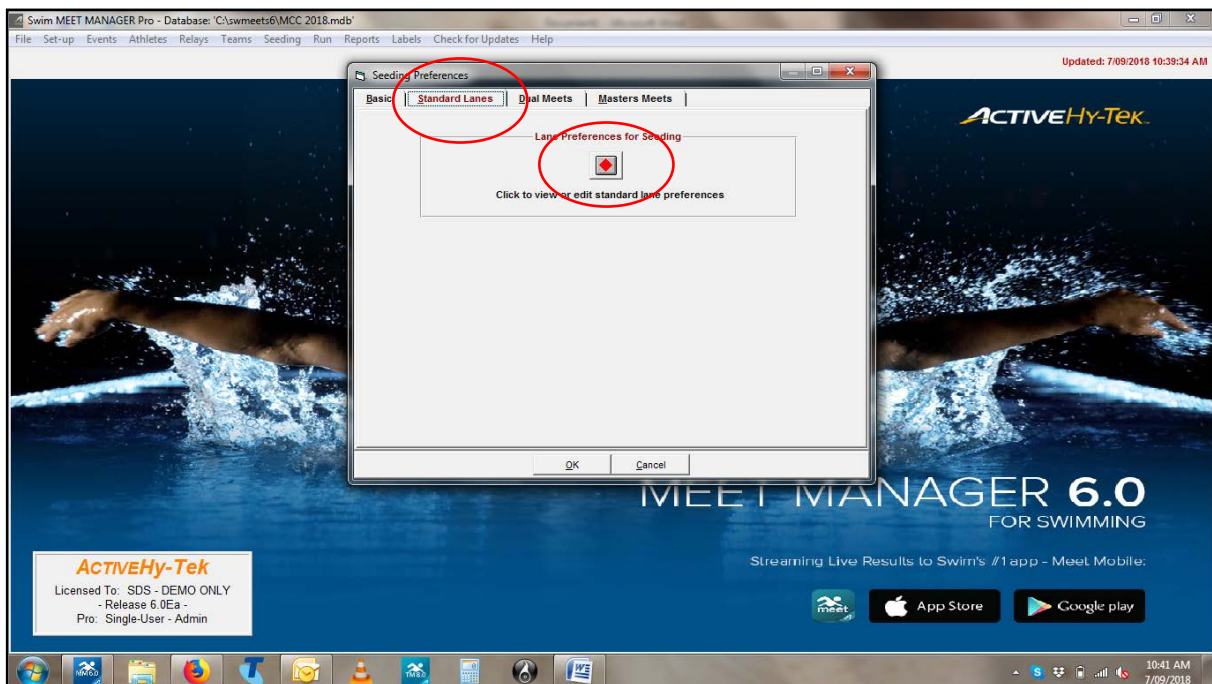 Swim MEET MANAGER Pro - Database: 'C:\swmeets6\MCC 2018.mdb'
File Set-up Events Athletes Relays Teams Seeding Run Reports Labels Check for Updates Help
Updated: 7/09/2018 10:39:34 AM
Seeding Preferences
Basic Standard Lanes Dual Meets Masters Meets
Lane Preferences for Seeding
Click to view or edit standard lane preferences
OK Cancel
ACTIVEHy-Tek
MEET MANAGER 6.0
FOR SWIMMING
Streaming Live Results to Swim's #1 app - Meet Mobile:
meet App Store Google play
ACTIVEHy-Tek
Licensed To: SDS - DEMO ONLY
- Release 6.0Ea -
Pro: Single-User - Admin
MM6.0 TM8.0
10:41 AM
7/09/2018